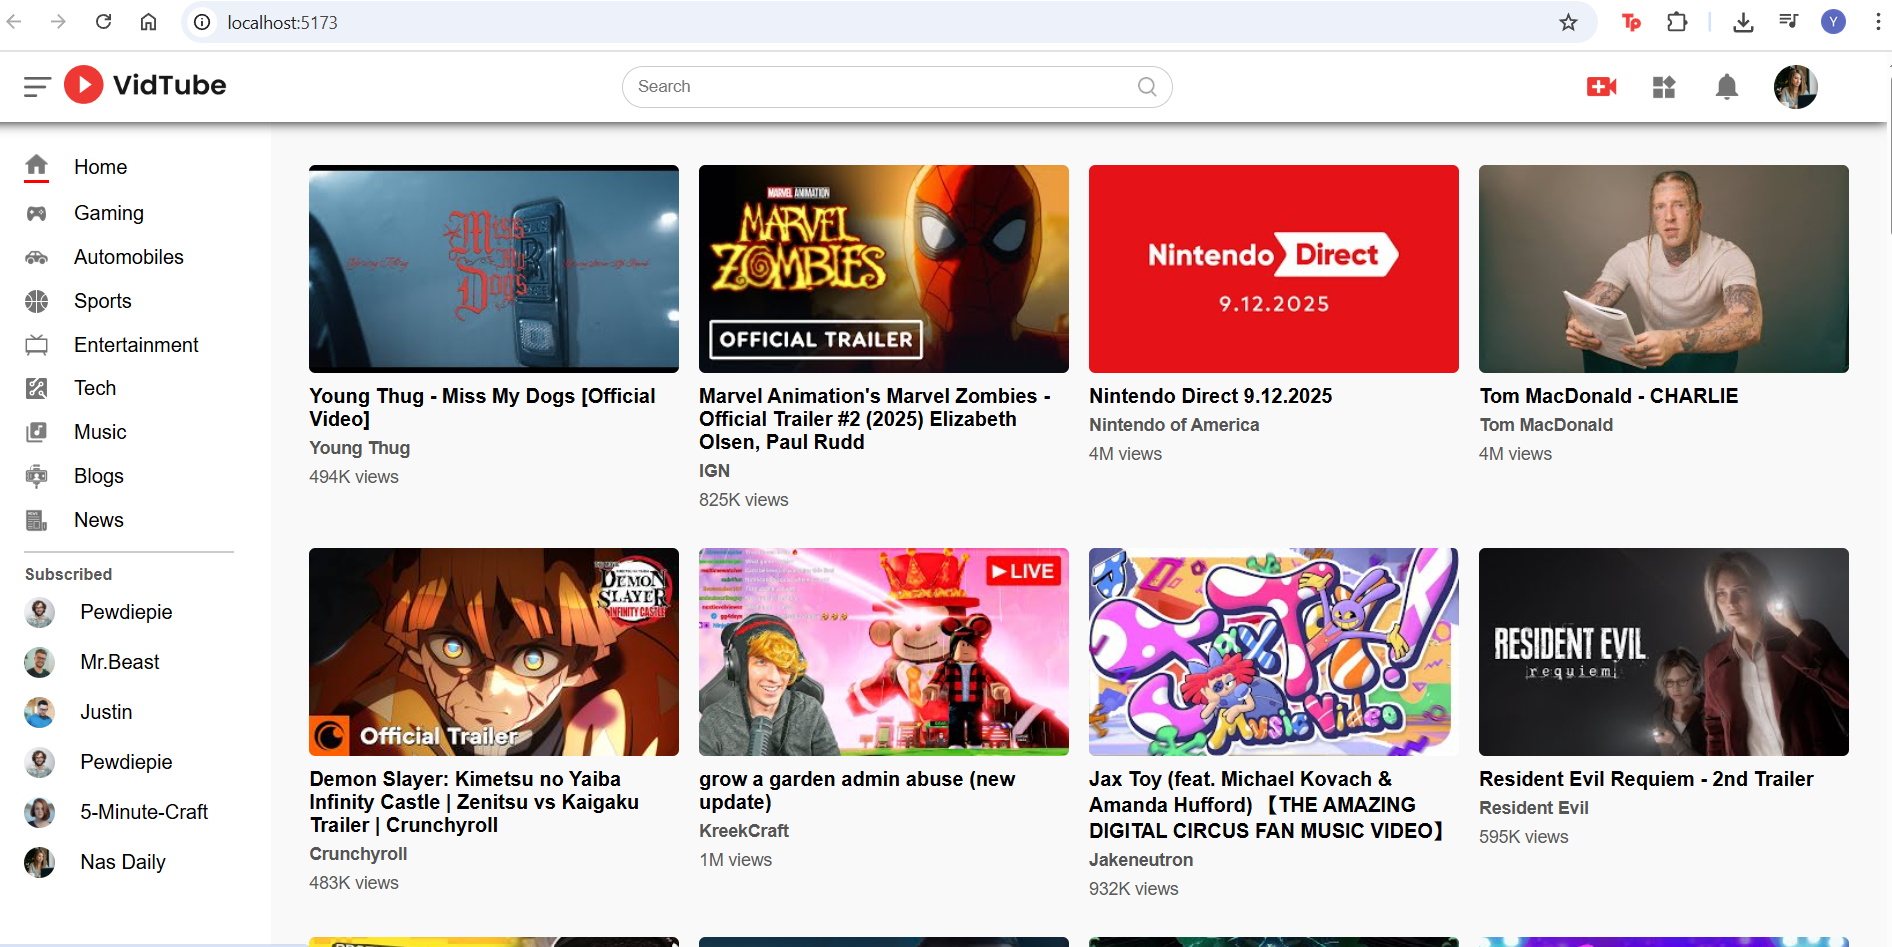 localhost:5173
Y
VidTube
Search
Home
Gaming
Automobiles
Sports
Entertainment
Tech
Music
Blogs
News
Subscribed
Pewdiepie
Mr.Beast
Justin
Pewdiepie
5-Minute-Craft
Nas Daily
Miss
My
Dogs
Young Thug - Miss My Dogs [Official
Video]
Young Thug
494K views
MARVEL ANIMATION
MARVEL
ZOMBIES
OFFICIAL TRAILER
Marvel Animation's Marvel Zombies -
Official Trailer #2 (2025) Elizabeth
Olsen, Paul Rudd
IGN
825K views
Nintendo Direct
9.12.2025
Nintendo Direct 9.12.2025
Nintendo of America
4M views
Tom MacDonald - CHARLIE
Tom MacDonald
4M views
DEMON
SLAYER
INFINITY CASTLE
Official Trailer
Demon Slayer: Kimetsu no Yaiba
Infinity Castle | Zenitsu vs Kaigaku
Trailer | Crunchyroll
Crunchyroll
483K views
LIVE
grow a garden admin abuse (new
update)
KreekCraft
1M views
Jax Toy!
Music Video
Jax Toy (feat. Michael Kovach &
Amanda Hufford) 【THE AMAZING
DIGITAL CIRCUS FAN MUSIC VIDEO】
Jakeneutron
932K views
RESIDENT EVIL
requiem
Resident Evil Requiem - 2nd Trailer
Resident Evil
595K views